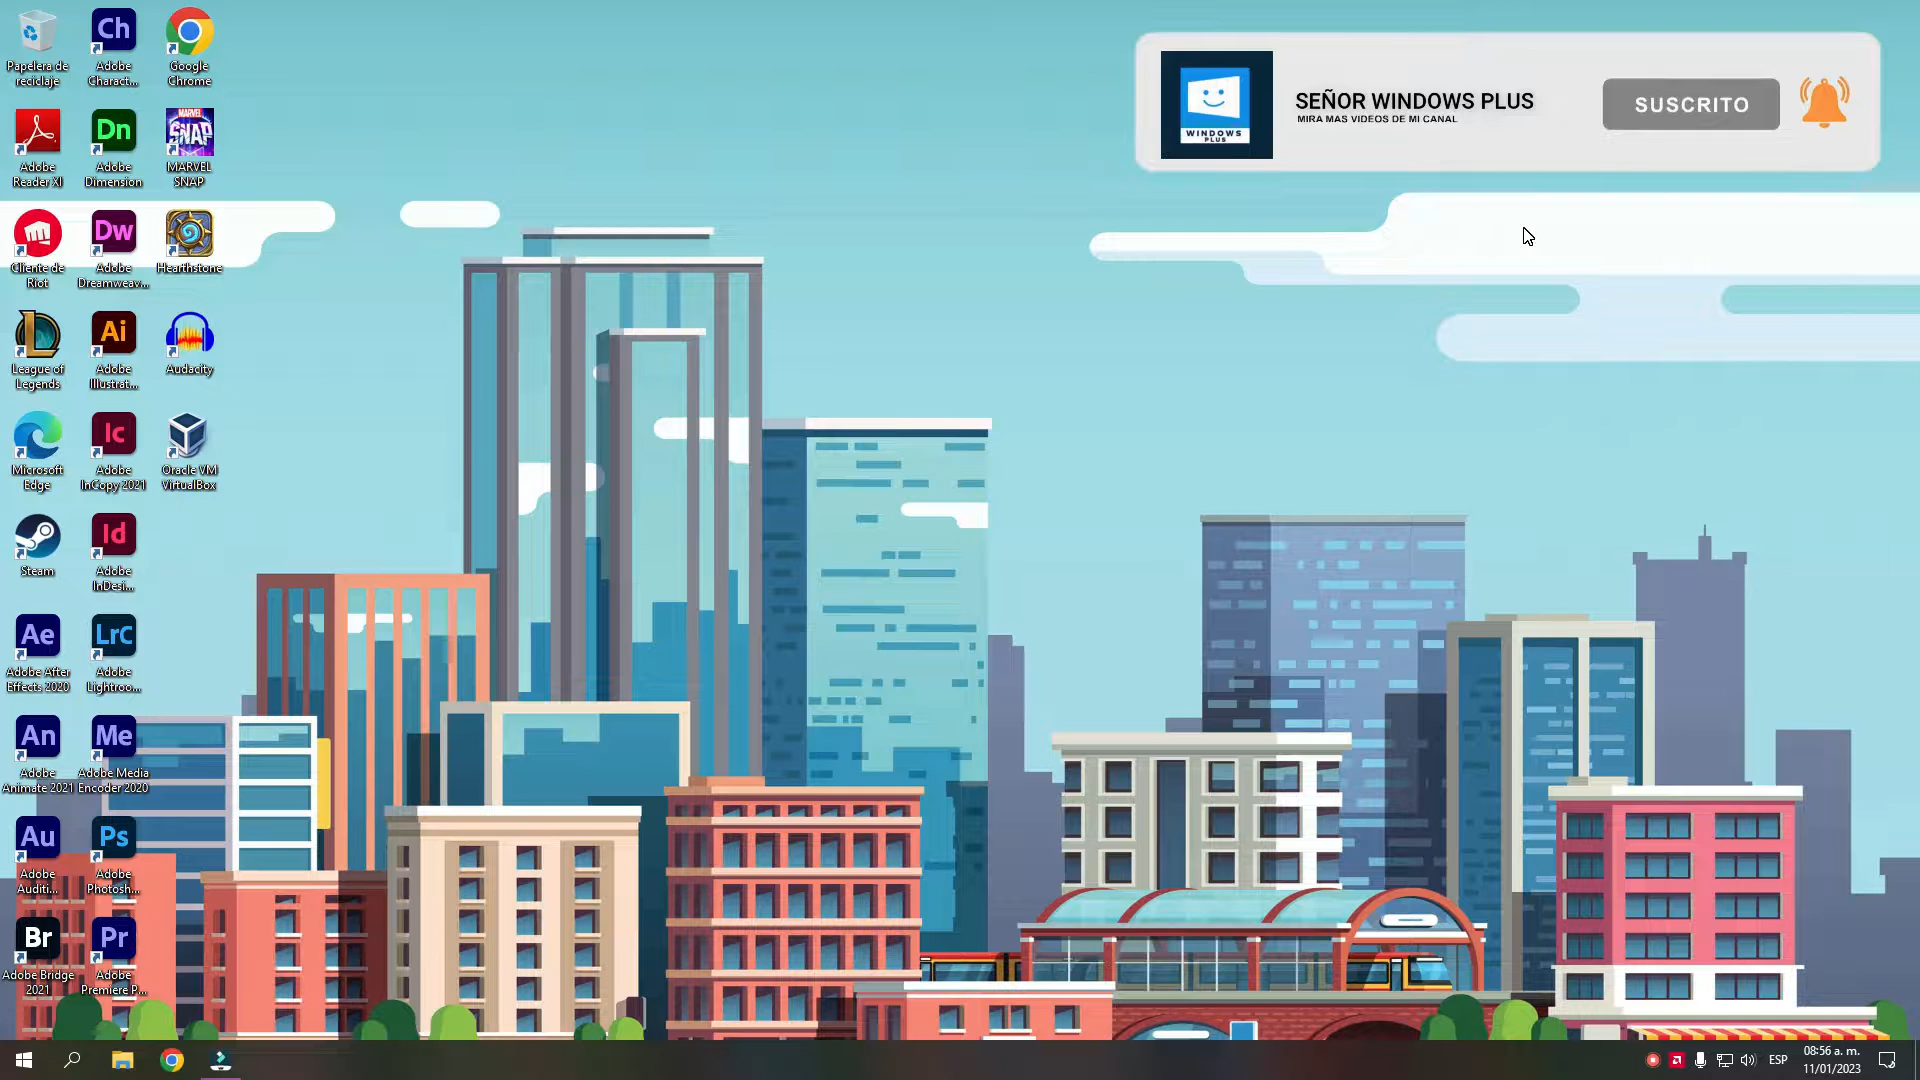 Papelera de
reciclaje
Ch
Adobe
Charact...
Google
Chrome
Adobe
Reader XI
Dn
Adobe
Dimension
MARVEL
SNAP
MARVEL
SNAP
Cliente de
Riot
Dw
Adobe
Dreamweav...
Hearthstone
League of
Legends
Ai
Adobe
Illustrat...
Audacity
Microsoft
Edge
Ic
Adobe
InCopy 2021
Oracle VM
VirtualBox
Steam
Id
Adobe
InDesi...
Ae
Adobe After
Effects 2020
LrC
Adobe
Lightroo...
An
Adobe
Animate 2021
Me
Adobe Media
Encoder 2020
Au
Adobe
Auditi...
Ps
Adobe
Photosh...
Br
Adobe Bridge
2021
Pr
Adobe
Premiere P...
WINDOWS
PLUS
SEÑOR WINDOWS PLUS
MIRA MAS VIDEOS DE MI CANAL
SUSCRITO
ESP
08:56 a. m.
11/01/2023